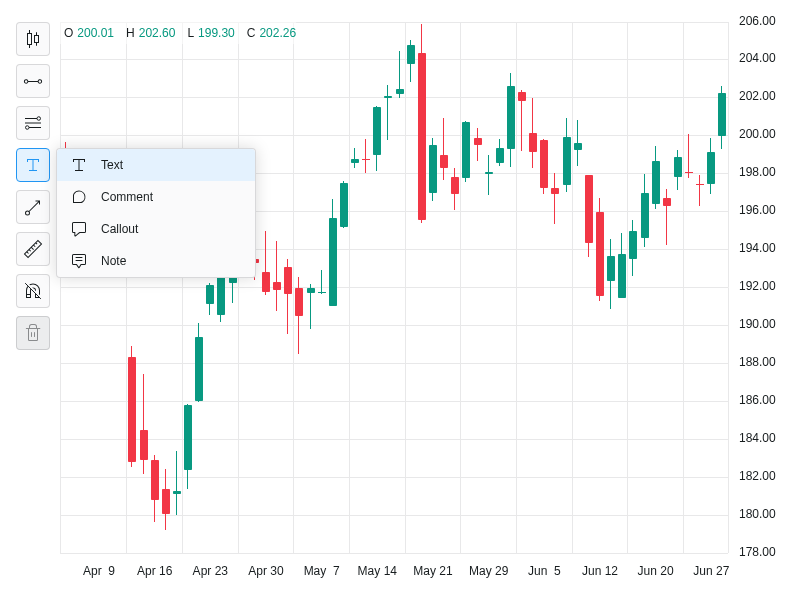 O 200.01 H 202.60 L 199.30 C 202.26
Text
Comment
Callout
Note
206.00
204.00
202.00
200.00
198.00
196.00
194.00
192.00
190.00
188.00
186.00
184.00
182.00
180.00
178.00
Apr 9 Apr 16 Apr 23 Apr 30 May 7 May 14 May 21 May 29 Jun 5 Jun 12 Jun 20 Jun 27